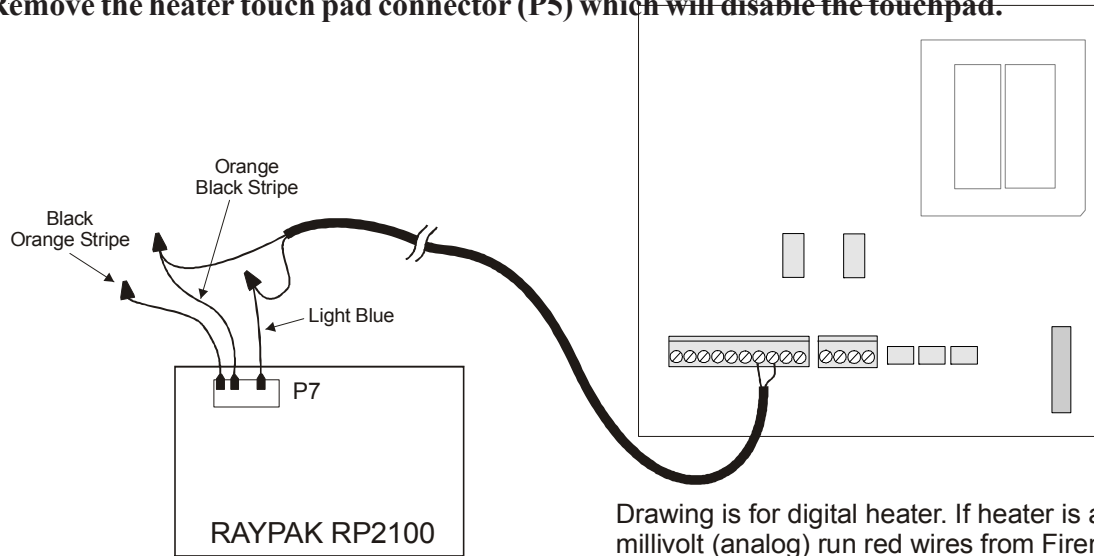 Remove the heater touch pad connector (P5) which will disable the touchpad.
Orange
Black Stripe
Black
Orange Stripe
Light Blue
P7
RAYPAK RP2100
Drawing is for digital heater. If heater is a
millivolt (analog) run red wires from